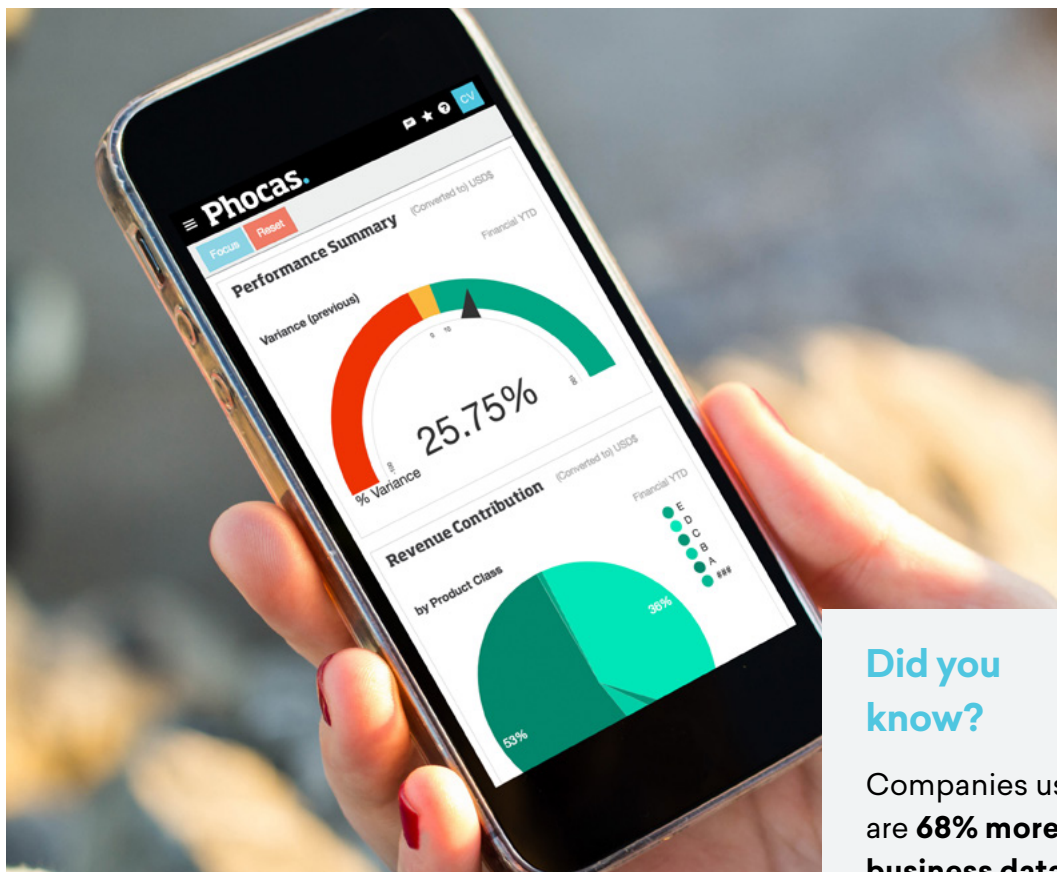 CV
Phocas.
Focus Reset
Performance Summary (Converted to) USD$
Financial YTD
Variance (previous)
0 10
25.75%
% Variance
Revenue Contribution (Converted to) USD$
Financial YTD
by Product Class
E
D
C
B
A
###
36%
53%
Did you
know?
Companies us
are 68% more
business data